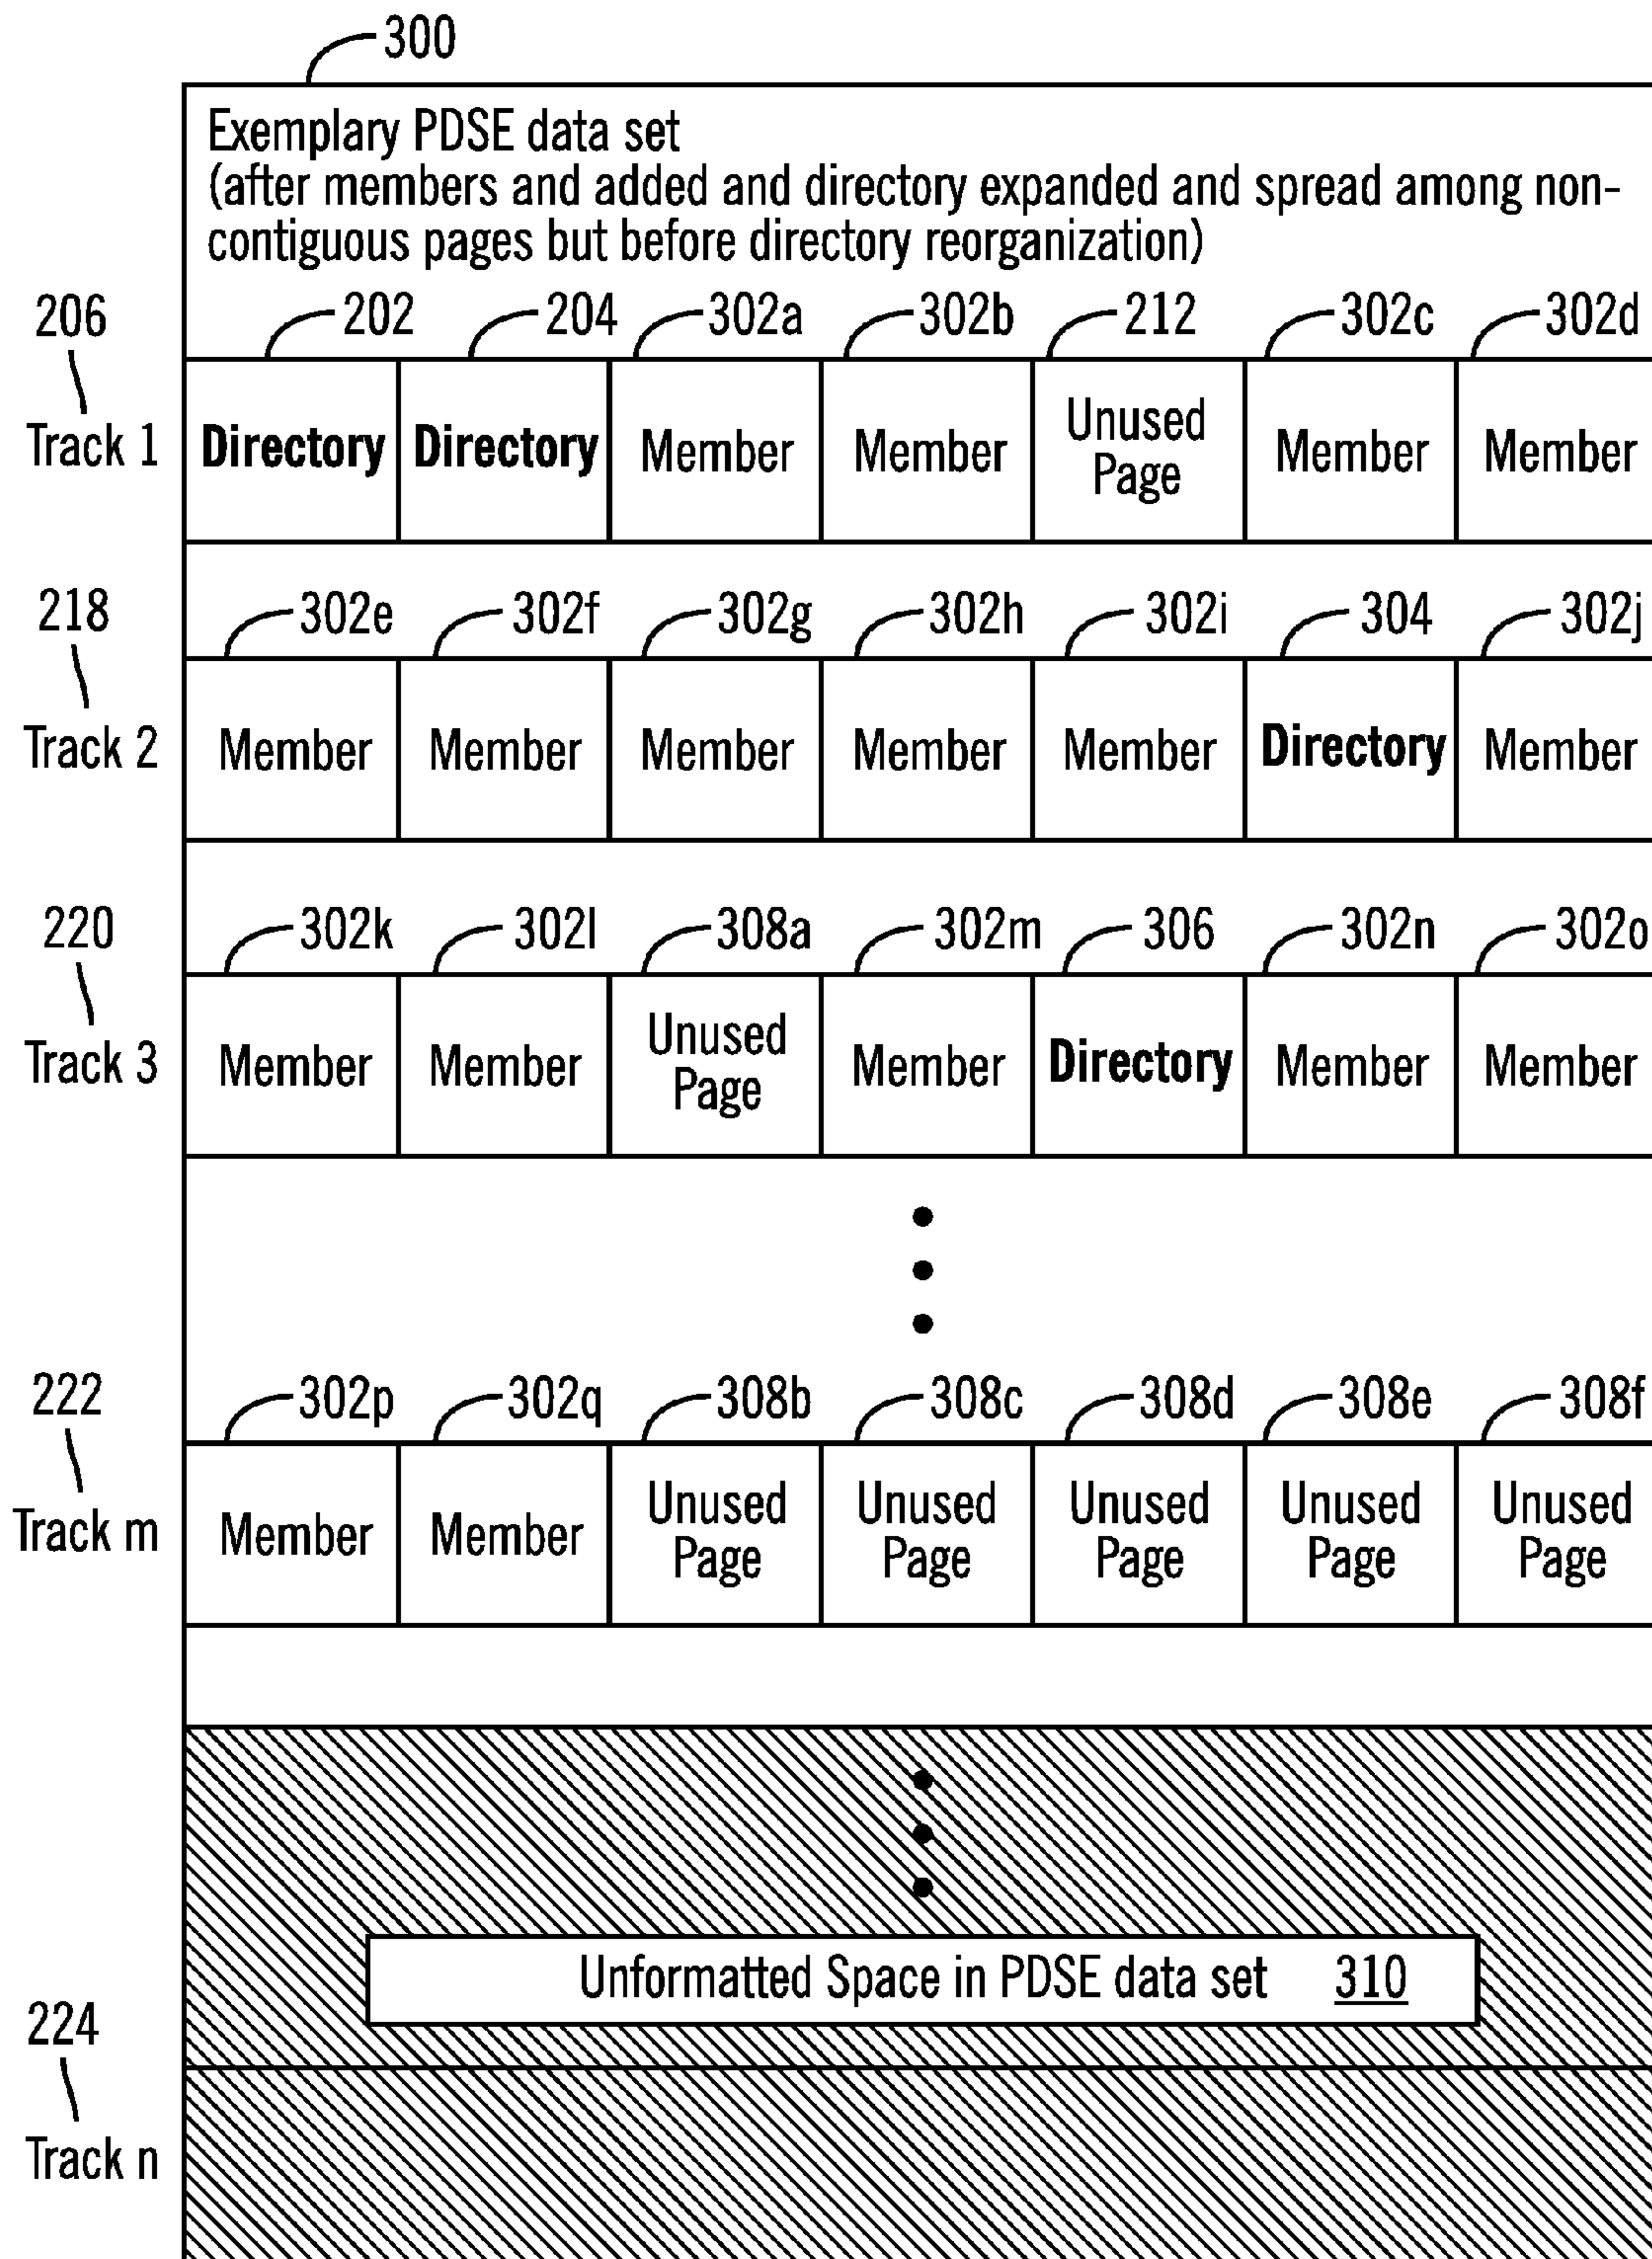 300
Exemplary PDSE data set
(after members and added and directory expanded and spread among non-
contiguous pages but before directory reorganization)
206 202 204 302a 302b 212 302c 302d
Track 1 Directory Directory Member Member Unused Page Member Member
218 302e 302f 302g 302h 302i 304 302j
Track 2 Member Member Member Member Member Directory Member
220 302k 302l 308a 302m 306 302n 302o
Track 3 Member Member Unused Page Member Directory Member Member
222 302p 302q 308b 308c 308d 308e 308f
Track m Member Member Unused Page Unused Page Unused Page Unused Page Unused Page
Unformatted Space in PDSE data set 310
224
Track n